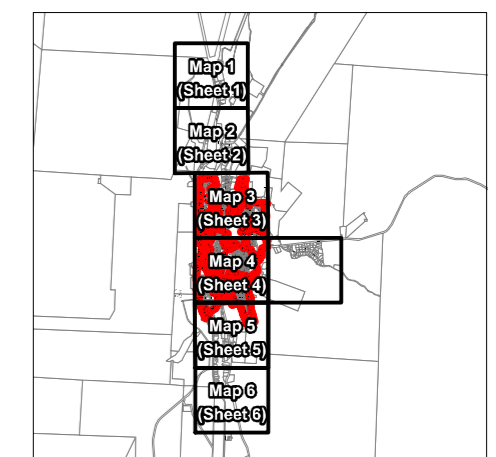 Map 1
(Sheet 1)
Map 2
(Sheet 2)
Map 3
(Sheet 3)
Map 4
(Sheet 4)
Map 5
(Sheet 5)
Map 6
(Sheet 6)